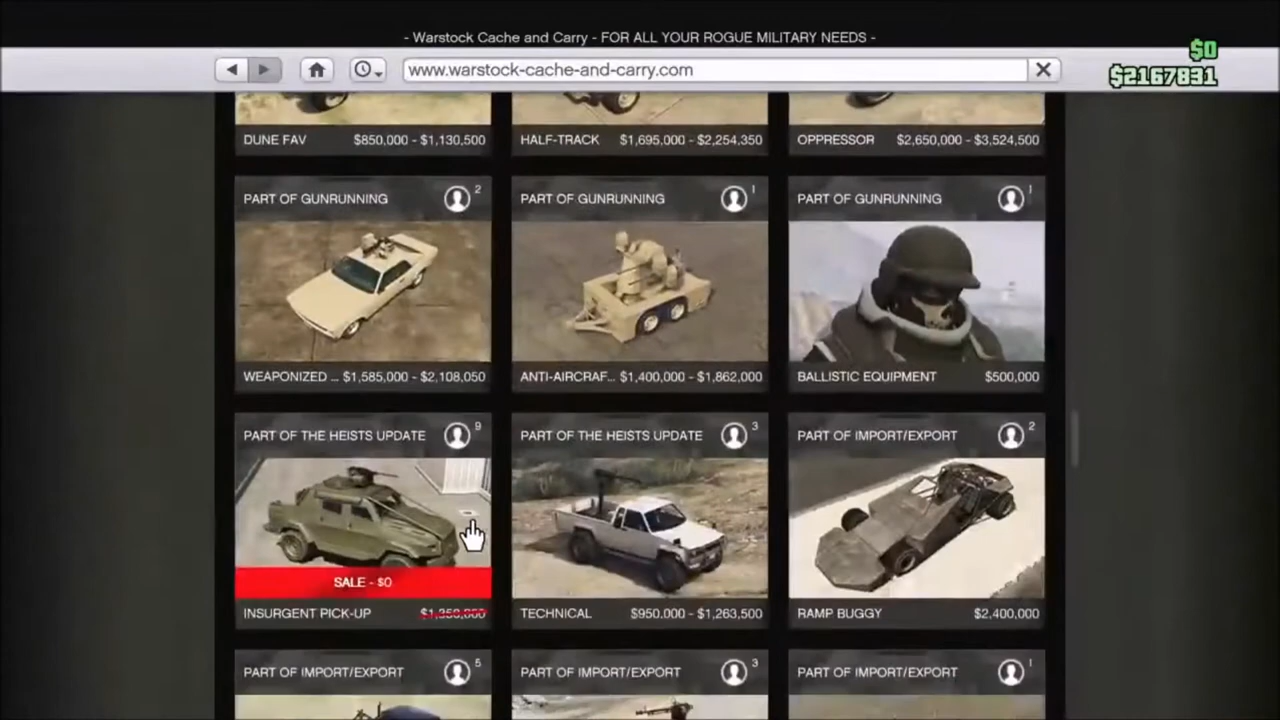 - Warstock Cache and Carry - FOR ALL YOUR ROGUE MILITARY NEEDS -
$0
www.warstock-cache-and-carry.com
$2167831
DUNE FAV $850,000 - $1,130,500
HALF-TRACK $1,695,000 - $2,254,350
OPPRESSOR $2,650,000 - $3,524,500
PART OF GUNRUNNING 2
PART OF GUNRUNNING 1
PART OF GUNRUNNING 1
WEAPONIZED ... $1,585,000 - $2,108,050
ANTI-AIRCRAF... $1,400,000 - $1,862,000
BALLISTIC EQUIPMENT $500,000
PART OF THE HEISTS UPDATE 9
PART OF THE HEISTS UPDATE 3
PART OF IMPORT/EXPORT 2
SALE - $0
INSURGENT PICK-UP
TECHNICAL $950,000 - $1,263,500
RAMP BUGGY $2,400,000
PART OF IMPORT/EXPORT 5
PART OF IMPORT/EXPORT 3
PART OF IMPORT/EXPORT 1